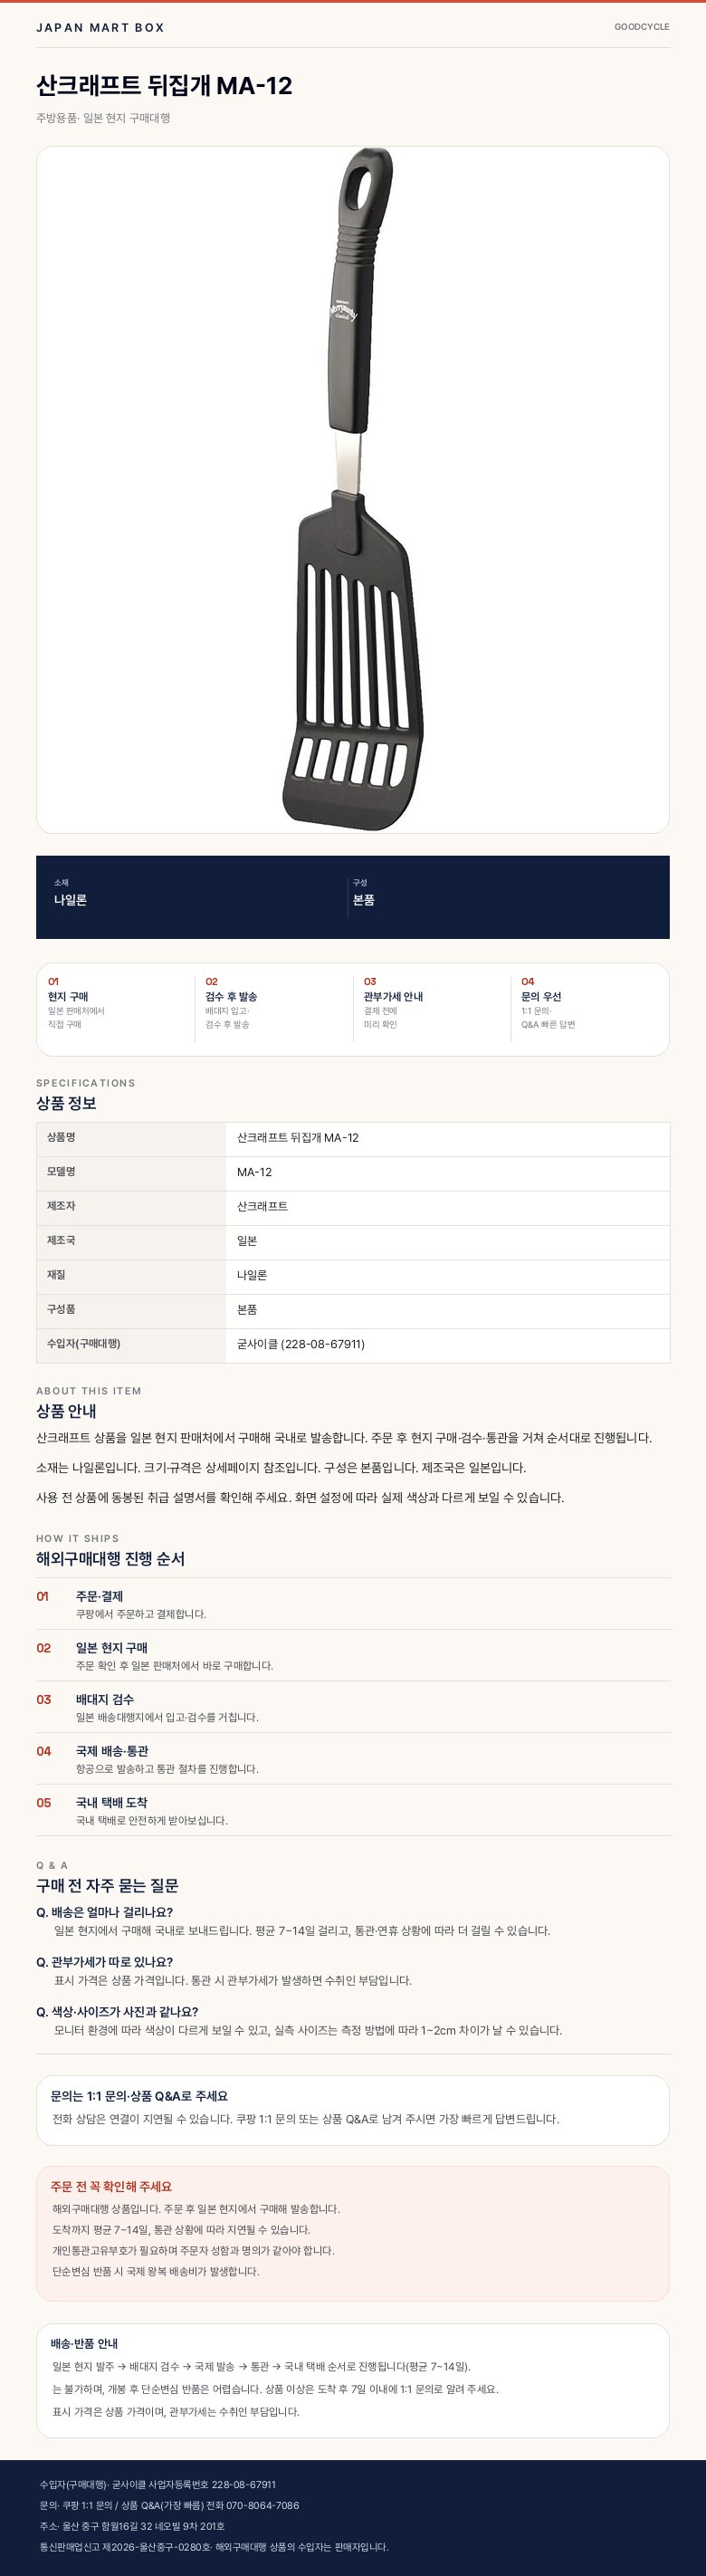 JAPAN MART BOX
GOODCYCLE
산크래프트 뒤집개 MA-12
주방용품· 일본 현지 구매대행
classical
소재
나일론
구성
본품
01
현지 구매
일본 판매처에서
직접 구매
02
검수 후 발송
배대지 입고·
검수 후 발송
03
관부가세 안내
결제 전에
미리 확인
04
문의 우선
1:1 문의·
Q&A 빠른 답변
SPECIFICATIONS
상품 정보
상품명 산크래프트 뒤집개 MA-12
모델명 MA-12
제조자 산크래프트
제조국 일본
재질 나일론
구성품 본품
수입자(구매대행) 굳사이클 (228-08-67911)
ABOUT THIS ITEM
상품 안내
산크래프트 상품을 일본 현지 판매처에서 구매해 국내로 발송합니다. 주문 후 현지 구매·검수·통관을 거쳐 순서대로 진행됩니다.
소재는 나일론입니다. 크기·규격은 상세페이지 참조입니다. 구성은 본품입니다. 제조국은 일본입니다.
사용 전 상품에 동봉된 취급 설명서를 확인해 주세요. 화면 설정에 따라 실제 색상과 다르게 보일 수 있습니다.
HOW IT SHIPS
해외구매대행 진행 순서
01 주문·결제
쿠팡에서 주문하고 결제합니다.
02 일본 현지 구매
주문 확인 후 일본 판매처에서 바로 구매합니다.
03 배대지 검수
일본 배송대행지에서 입고·검수를 거칩니다.
04 국제 배송·통관
항공으로 발송하고 통관 절차를 진행합니다.
05 국내 택배 도착
국내 택배로 안전하게 받아보십니다.
Q & A
구매 전 자주 묻는 질문
Q. 배송은 얼마나 걸리나요?
일본 현지에서 구매해 국내로 보내드립니다. 평균 7~14일 걸리고, 통관·연휴 상황에 따라 더 걸릴 수 있습니다.
Q. 관부가세가 따로 있나요?
표시 가격은 상품 가격입니다. 통관 시 관부가세가 발생하면 수취인 부담입니다.
Q. 색상·사이즈가 사진과 같나요?
모니터 환경에 따라 색상이 다르게 보일 수 있고, 실측 사이즈는 측정 방법에 따라 1~2cm 차이가 날 수 있습니다.
문의는 1:1 문의·상품 Q&A로 주세요
전화 상담은 연결이 지연될 수 있습니다. 쿠팡 1:1 문의 또는 상품 Q&A로 남겨 주시면 가장 빠르게 답변드립니다.
주문 전 꼭 확인해 주세요
해외구매대행 상품입니다. 주문 후 일본 현지에서 구매해 발송합니다.
도착까지 평균 7~14일, 통관 상황에 따라 지연될 수 있습니다.
개인통관고유부호가 필요하며 주문자 성함과 명의가 같아야 합니다.
단순변심 반품 시 국제 왕복 배송비가 발생합니다.
배송·반품 안내
일본 현지 발주 → 배대지 검수 → 국제 발송 → 통관 → 국내 택배 순서로 진행됩니다(평균 7~14일).
는 불가하며, 개봉 후 단순변심 반품은 어렵습니다. 상품 이상은 도착 후 7일 이내에 1:1 문의로 알려 주세요.
표시 가격은 상품 가격이며, 관부가세는 수취인 부담입니다.
수입자(구매대행)· 굳사이클 사업자등록번호 228-08-67911
문의· 쿠팡 1:1 문의 / 상품 Q&A(가장 빠름) 전화 070-8064-7086
주소· 울산 중구 함월16길 32 네오빌 9차 201호
통신판매업신고 제2026-울산중구-0280호· 해외구매대행 상품의 수입자는 판매자입니다.